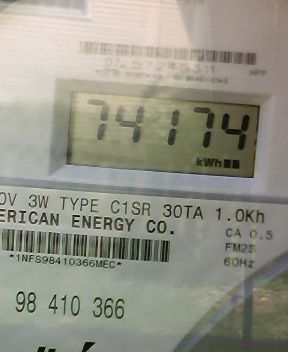 74174
kWh
0V 3W TYPE C1SR 30TA 1.0Kh
ERICAN ENERGY CO.
CA 0.5
FM2S
60Hz
*1NFS98410366MEC*
98 410 366